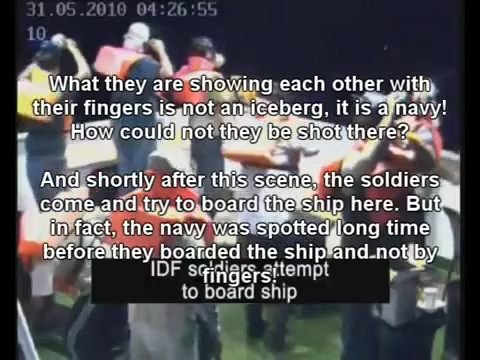 31.05.2010 04:26:55
10
What they are showing each other with
their fingers is not an iceberg, it is a navy!
How could not they be shot there?
And shortly after this scene, the soldiers
come and try to board the ship here. But
in fact, the navy was spotted long time
before they boarded the ship and not by
fingers!
IDF soldiers attempt
to board ship